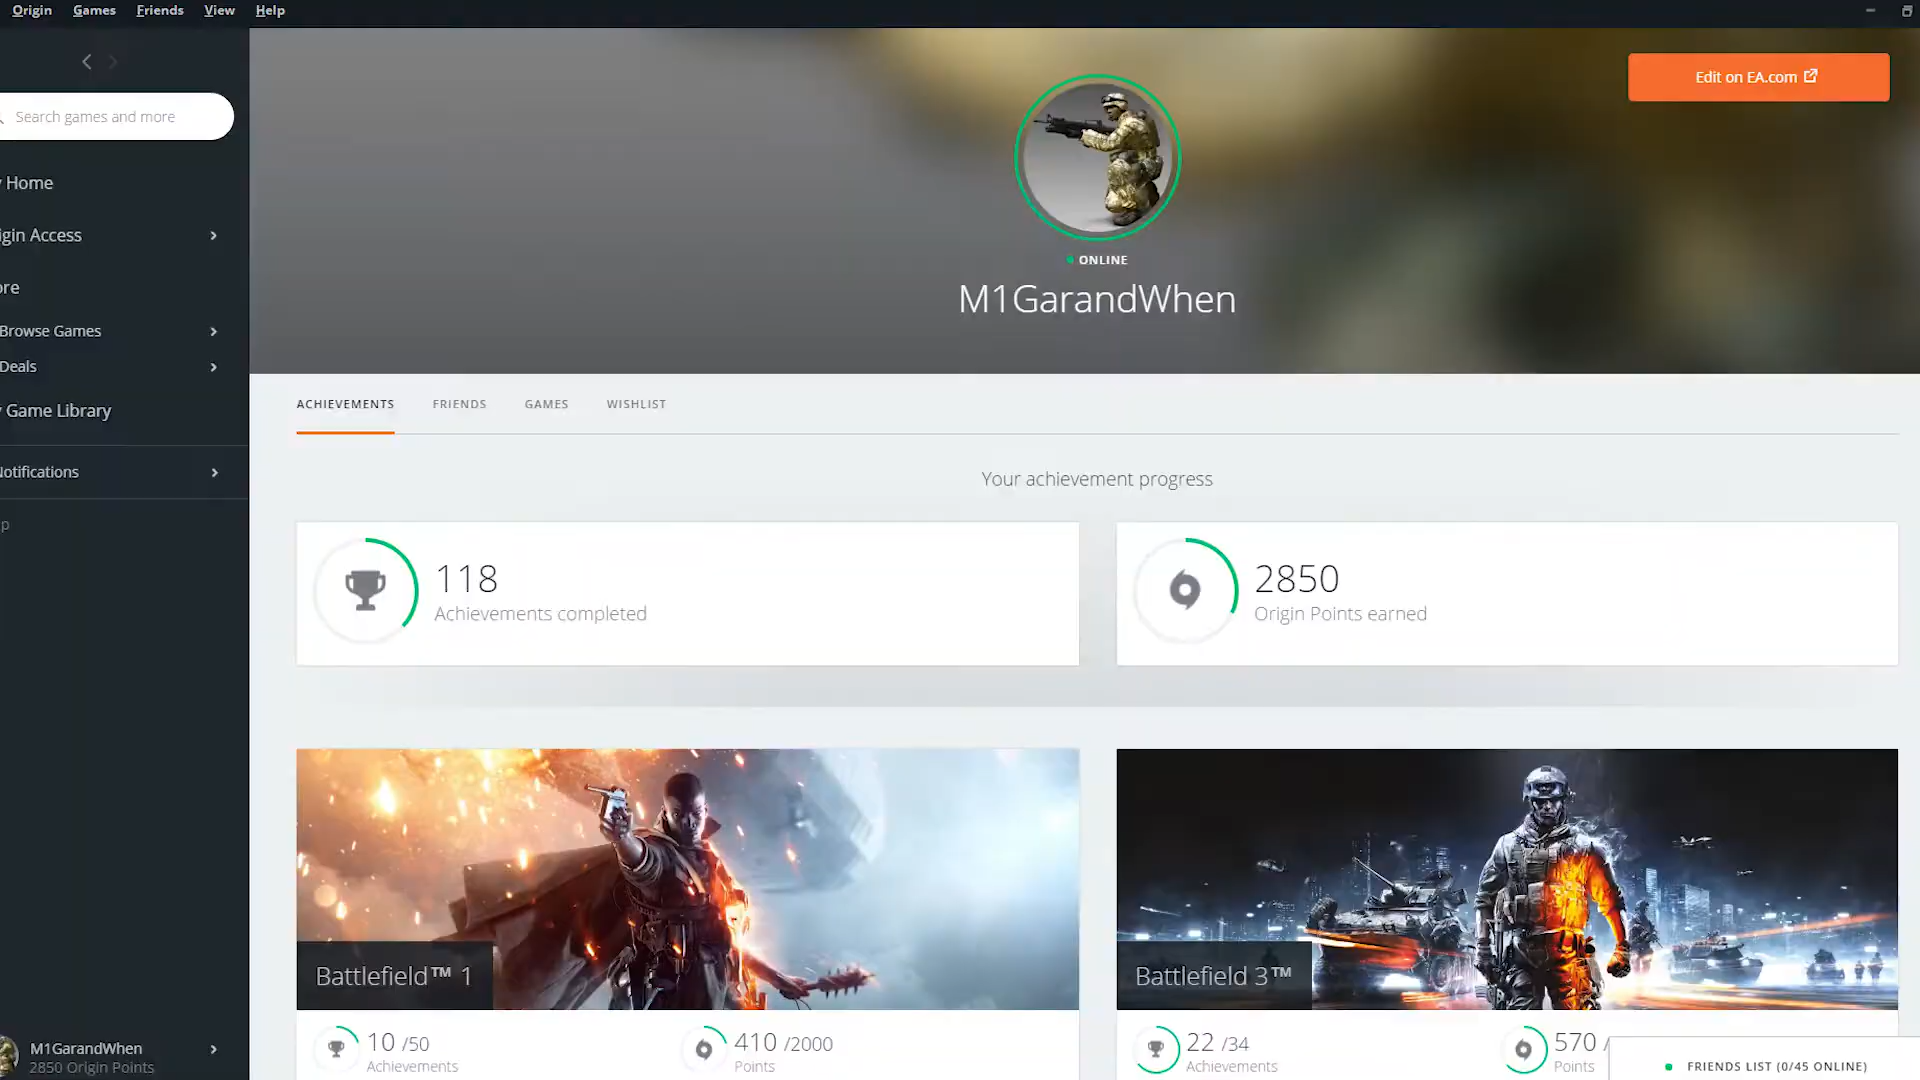 Origin Games Friends View Help
Edit on EA.com
Search games and more
Home
gin Access
ore
Browse Games
Deals
Game Library
Notifications
p
ONLINE
M1GarandWhen
ACHIEVEMENTS FRIENDS GAMES WISHLIST
Your achievement progress
118
Achievements completed
2850
Origin Points earned
Battlefield™ 1
10 /50
Achievements
410 /2000
Points
Battlefield 3™
22 /34
Achievements
570 /
Points
M1GarandWhen
2850 Origin Points
FRIENDS LIST (0/45 ONLINE)